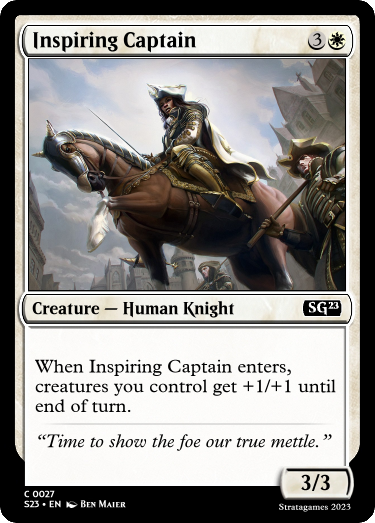 Inspiring Captain 3
Creature — Human Knight SG23
When Inspiring Captain enters,
creatures you control get +1/+1 until
end of turn.
“Time to show the foe our true mettle.”
3/3
C 0027
S23 • EN Ben Maier
Stratagames 2023